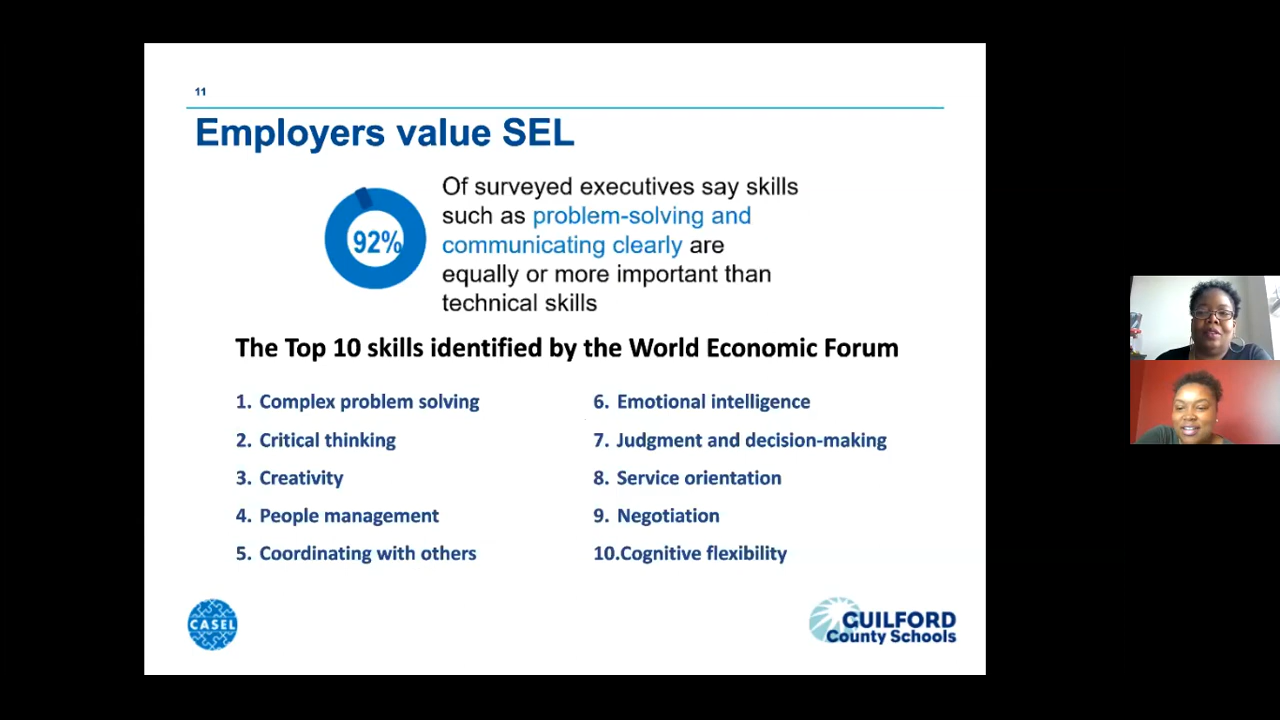 11
Employers value SEL
92%
Of surveyed executives say skills
such as problem-solving and
communicating clearly are
equally or more important than
technical skills
The Top 10 skills identified by the World Economic Forum
1. Complex problem solving
2. Critical thinking
3. Creativity
4. People management
5. Coordinating with others
6. Emotional intelligence
7. Judgment and decision-making
8. Service orientation
9. Negotiation
10.Cognitive flexibility
CASEL
GUILFORD
County Schools